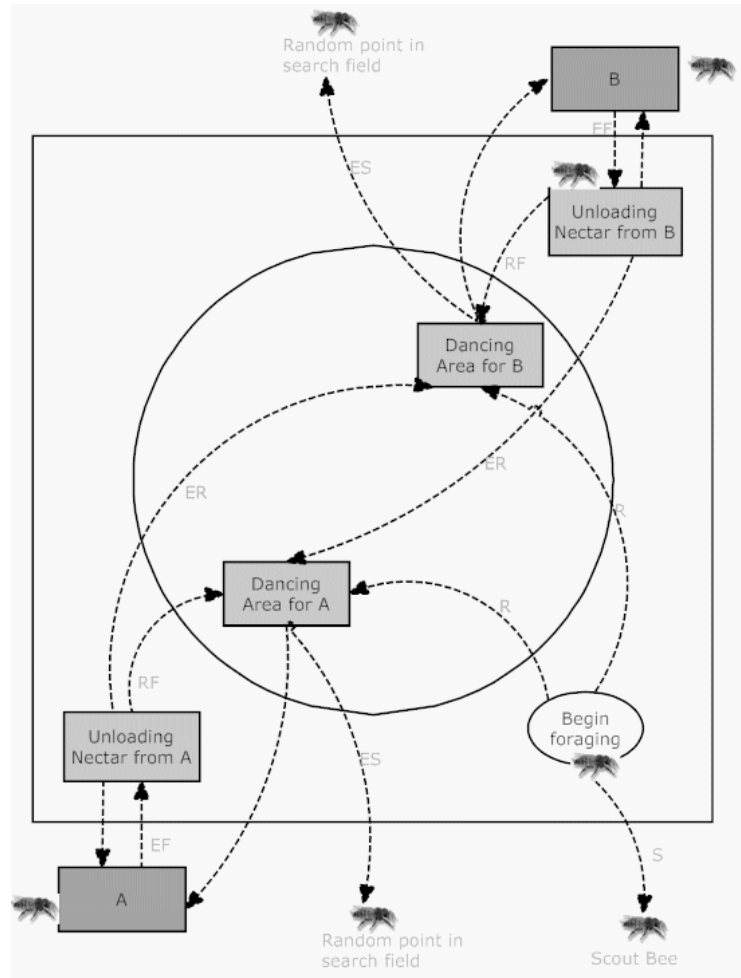 Random point in
search field
B
EF
ES
Unloading
Nectar from B
RF
Dancing
Area for B
ER
ER
R
Dancing
Area for A
R
RF
Begin
foraging
Unloading
Nectar from A
ES
EF
S
A
Random point in
search field
Scout Bee